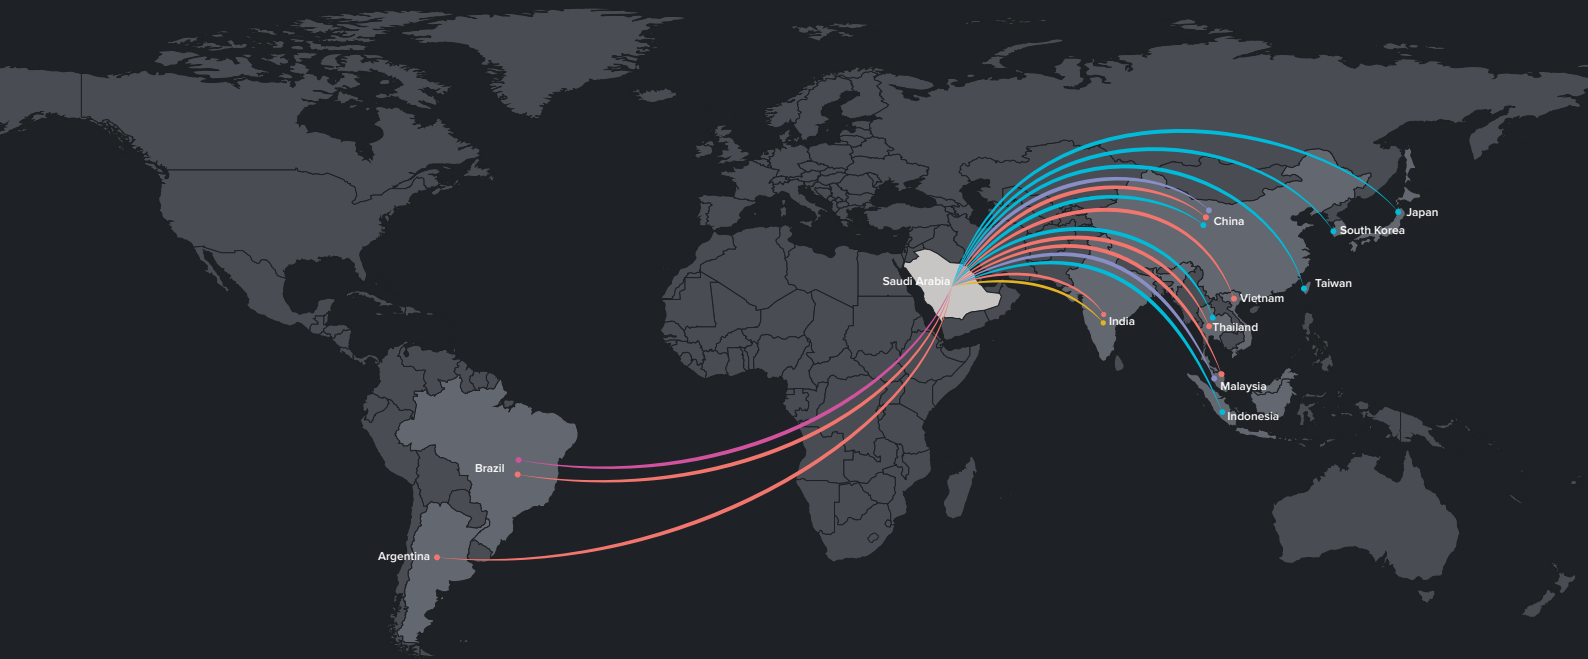 Japan
China
South Korea
Saudi Arabia
Taiwan
Vietnam
India
Thailand
Malaysia
Indonesia
Brazil
Argentina